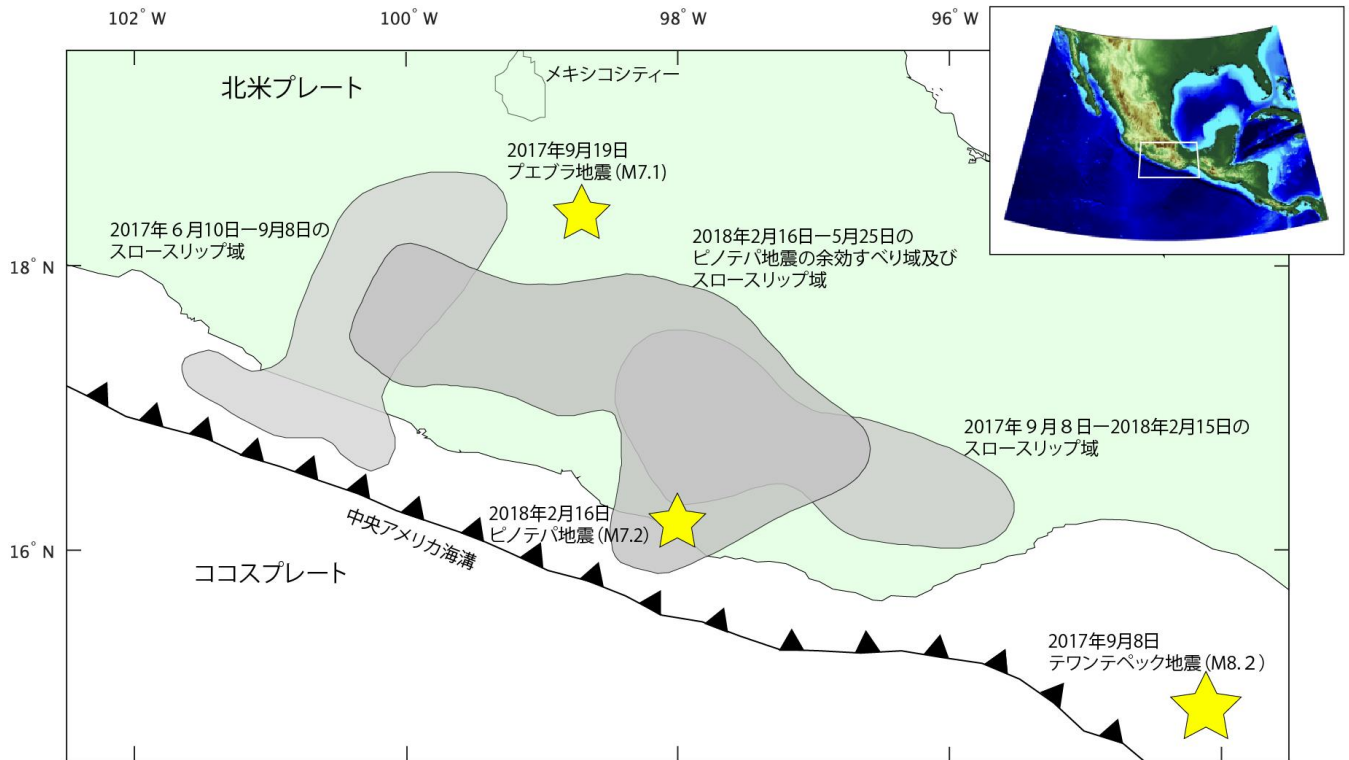 102° W
100° W
98° W
96° W
北米プレート
メキシコシティー
2017年9月19日
プエブラ地震（M7.1）
2017年６月10日ー9月8日の
スロースリップ域
2018年2月16日ー5月25日の
ピノテパ地震の余効すべり域及び
スロースリップ域
18° N
2017年９月８日ー2018年2月15日の
スロースリップ域
2018年2月16日
ピノテパ地震（M7.2）
中央アメリカ海溝
16° N
ココスプレート
2017年9月8日
テワンテペック地震（M8.２）